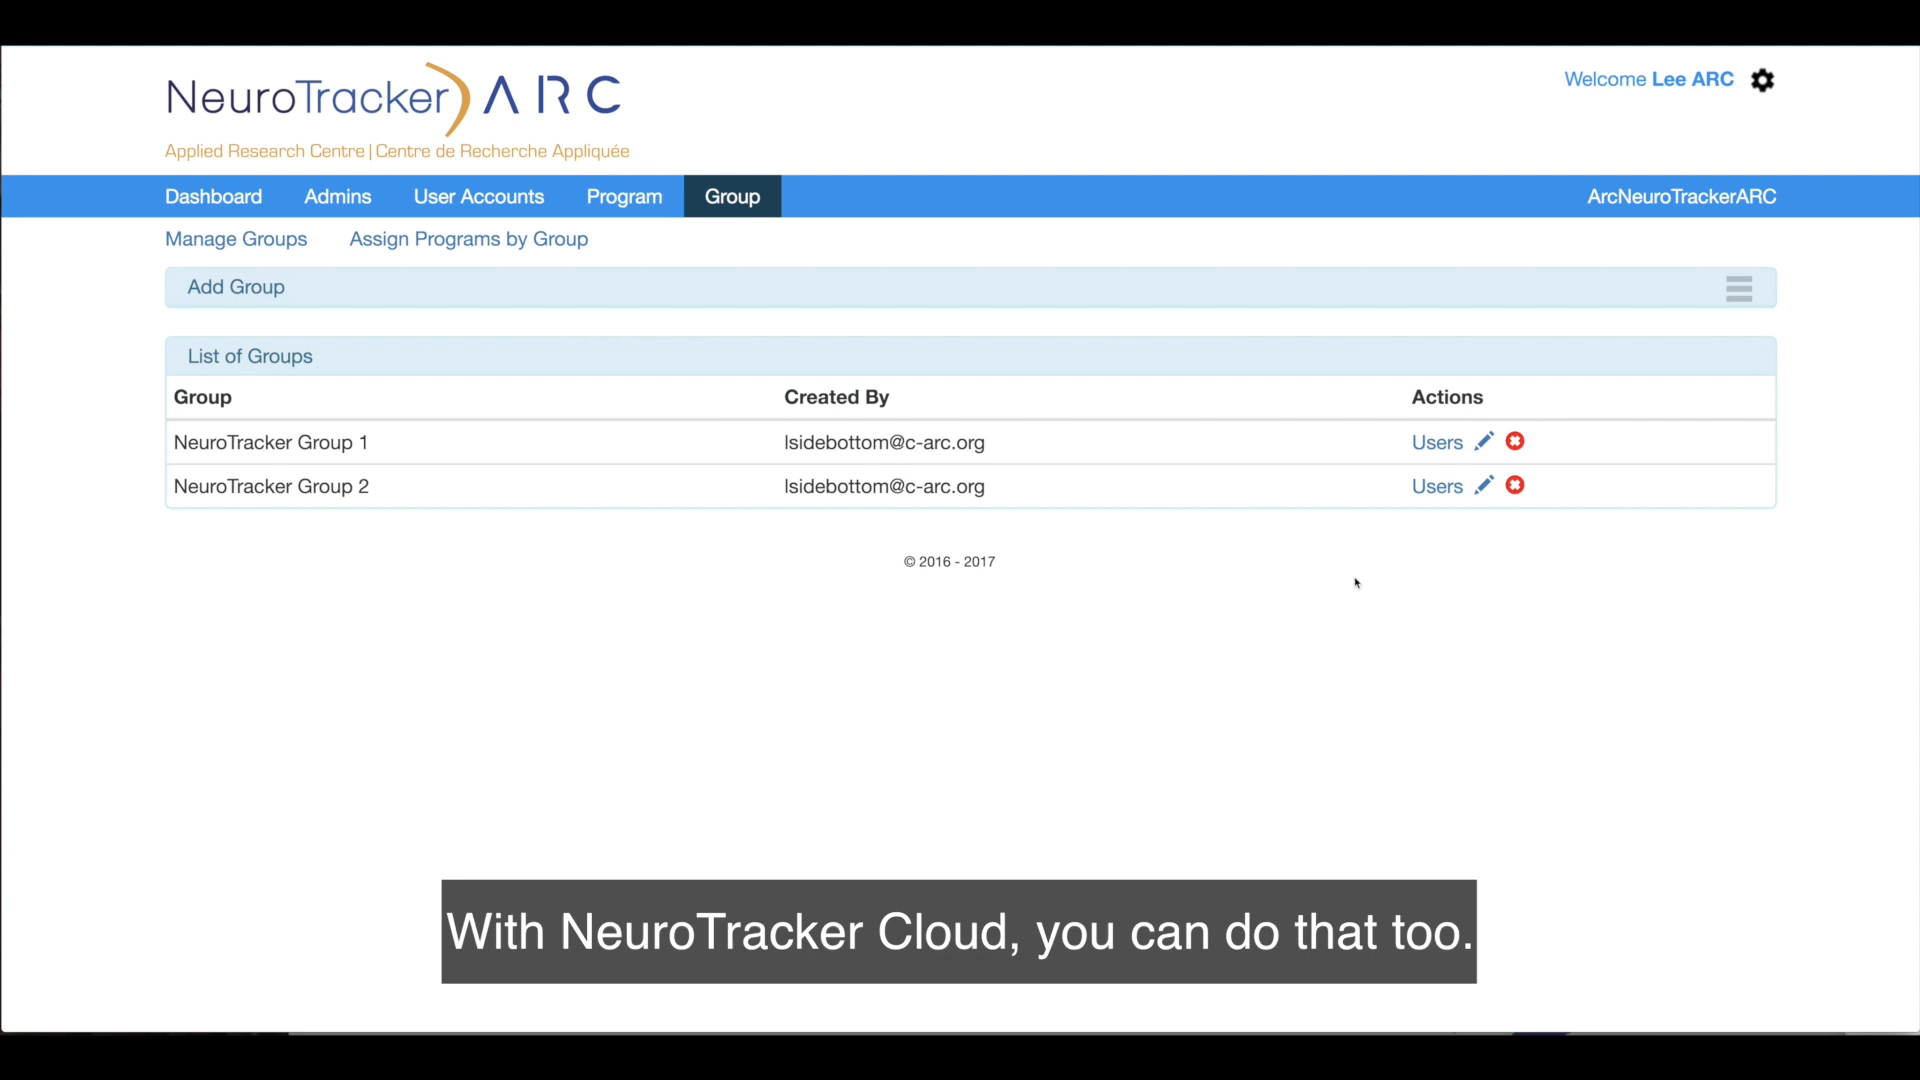 NeuroTracker ARC
Welcome Lee ARC
Applied Research Centre | Centre de Recherche Appliquée
Dashboard Admins User Accounts Program Group ArcNeuroTrackerARC
Manage Groups Assign Programs by Group
Add Group
List of Groups
Group Created By Actions
NeuroTracker Group 1 lsidebottom@c-arc.org Users
NeuroTracker Group 2 lsidebottom@c-arc.org Users
© 2016 - 2017
With NeuroTracker Cloud, you can do that too.